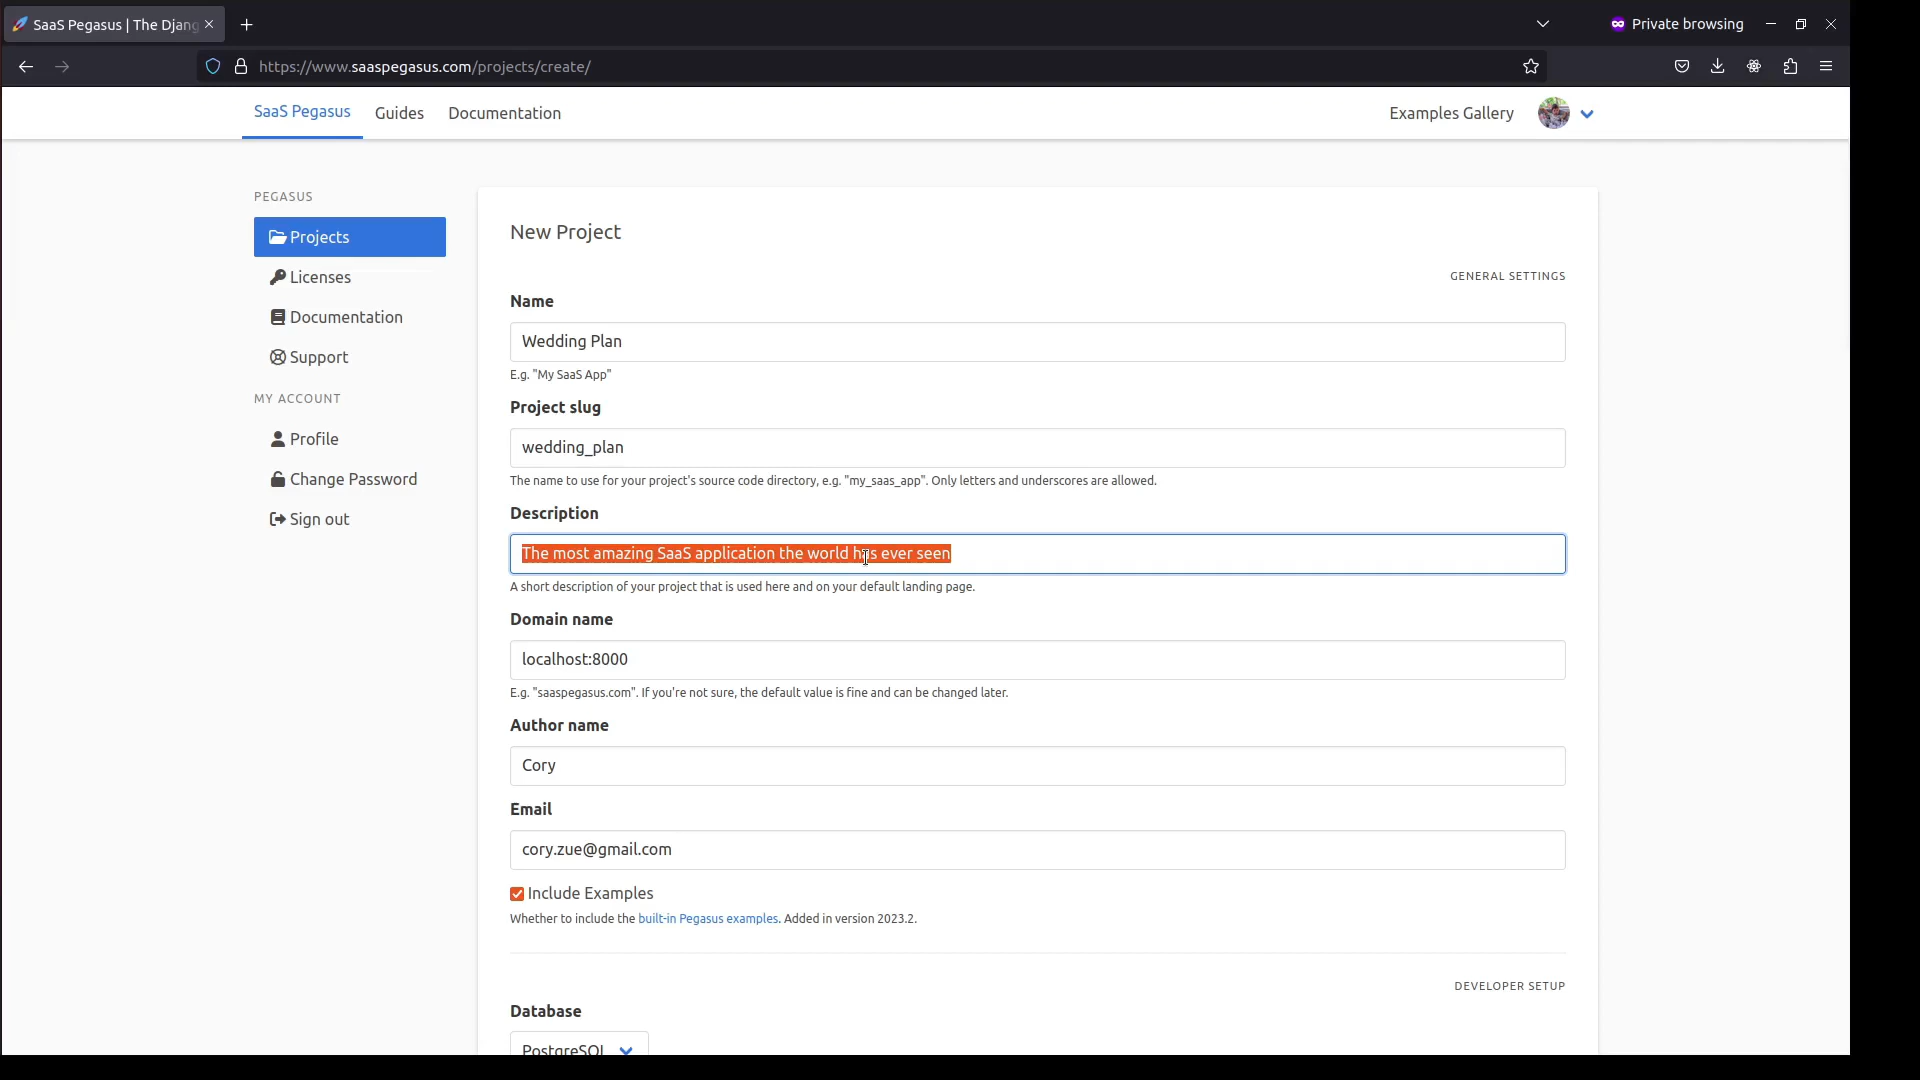 SaaS Pegasus | The Djang
Private browsing
https://www.saaspegasus.com/projects/create/
SaaS Pegasus
Guides
Documentation
Examples Gallery
PEGASUS
Projects
Licenses
Documentation
Support
MY ACCOUNT
Profile
Change Password
Sign out
New Project
GENERAL SETTINGS
Name
Wedding Plan
E.g. "My SaaS App"
Project slug
wedding_plan
The name to use for your project's source code directory, e.g. "my_saas_app". Only letters and underscores are allowed.
Description
The most amazing SaaS application the world has ever seen
A short description of your project that is used here and on your default landing page.
Domain name
localhost:8000
E.g. "saaspegasus.com". If you're not sure, the default value is fine and can be changed later.
Author name
Cory
Email
cory.zue@gmail.com
Include Examples
Whether to include the built-in Pegasus examples. Added in version 2023.2.
DEVELOPER SETUP
Database
PostgreSQL